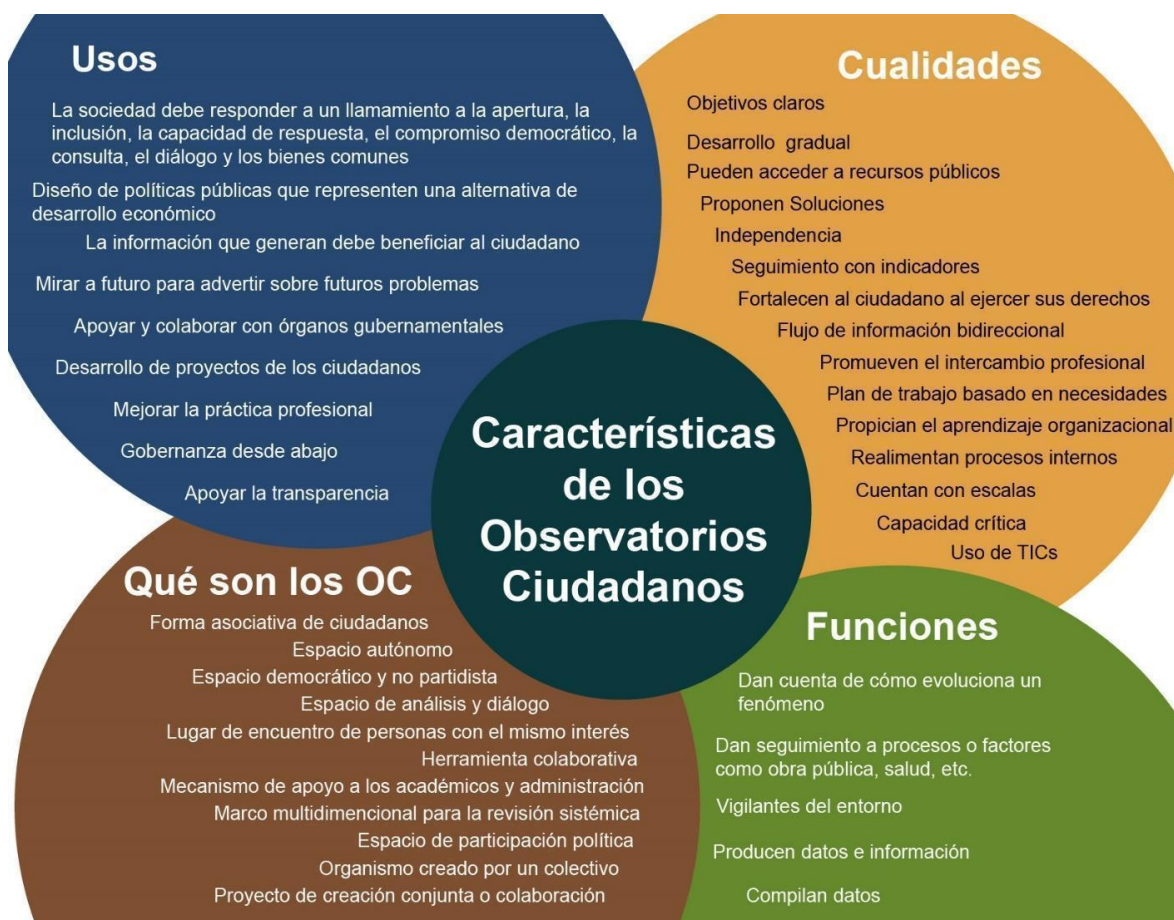 Usos
La sociedad debe responder a un llamamiento a la apertura, la
inclusión, la capacidad de respuesta, el compromiso democrático, la
consulta, el diálogo y los bienes comunes
Diseño de políticas públicas que representen una alternativa de
desarrollo económico
La información que generan debe beneficiar al ciudadano
Mirar a futuro para advertir sobre futuros problemas
Apoyar y colaborar con órganos gubernamentales
Desarrollo de proyectos de los ciudadanos
Mejorar la práctica profesional
Gobernanza desde abajo
Apoyar la transparencia
Cualidades
Objetivos claros
Desarrollo gradual
Pueden acceder a recursos públicos
Proponen Soluciones
Independencia
Seguimiento con indicadores
Fortalecen al ciudadano al ejercer sus derechos
Flujo de información bidireccional
Promueven el intercambio profesional
Plan de trabajo basado en necesidades
Propician el aprendizaje organizacional
Realimentan procesos internos
Cuentan con escalas
Capacidad crítica
Uso de TICs
Características
de los
Observatorios
Ciudadanos
Qué son los OC
Forma asociativa de ciudadanos
Espacio autónomo
Espacio democrático y no partidista
Espacio de análisis y diálogo
Lugar de encuentro de personas con el mismo interés
Herramienta colaborativa
Mecanismo de apoyo a los académicos y administración
Marco multidimencional para la revisión sistémica
Espacio de participación política
Organismo creado por un colectivo
Proyecto de creación conjunta o colaboración
Funciones
Dan cuenta de cómo evoluciona un
fenómeno
Dan seguimiento a procesos o factores
como obra pública, salud, etc.
Vigilantes del entorno
Producen datos e información
Compilan datos